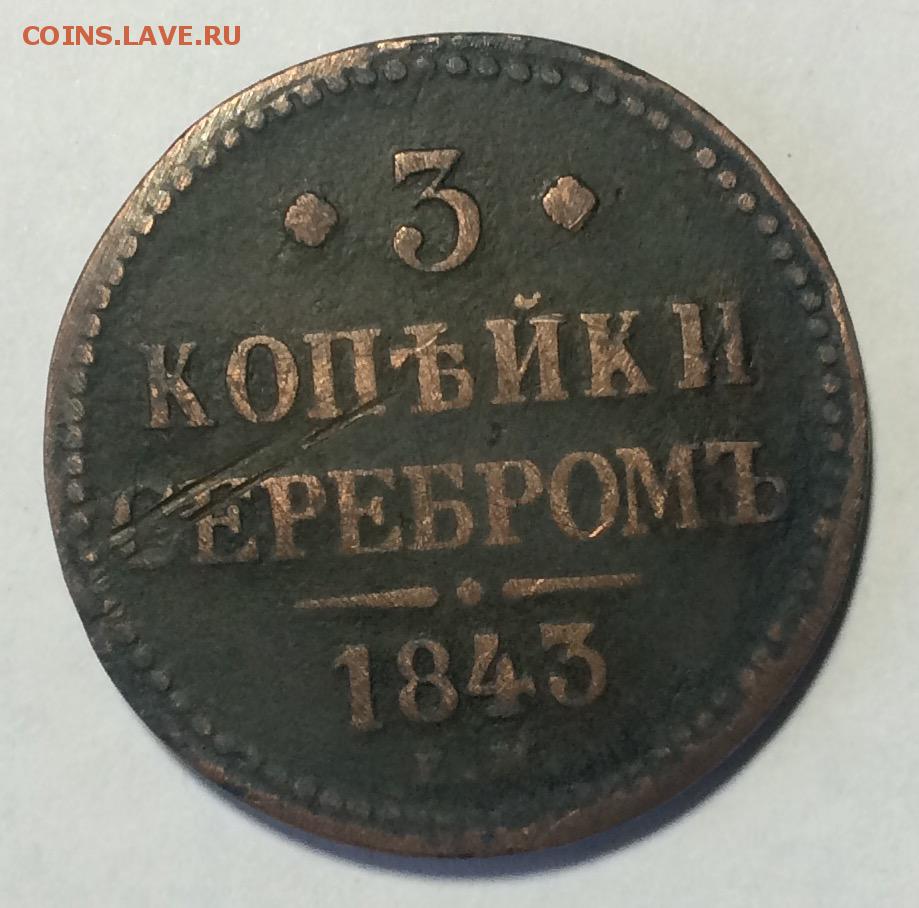 COINS.LAVE.RU
3
КОПѢЙКИ
СЕРЕБРОМЪ
1843